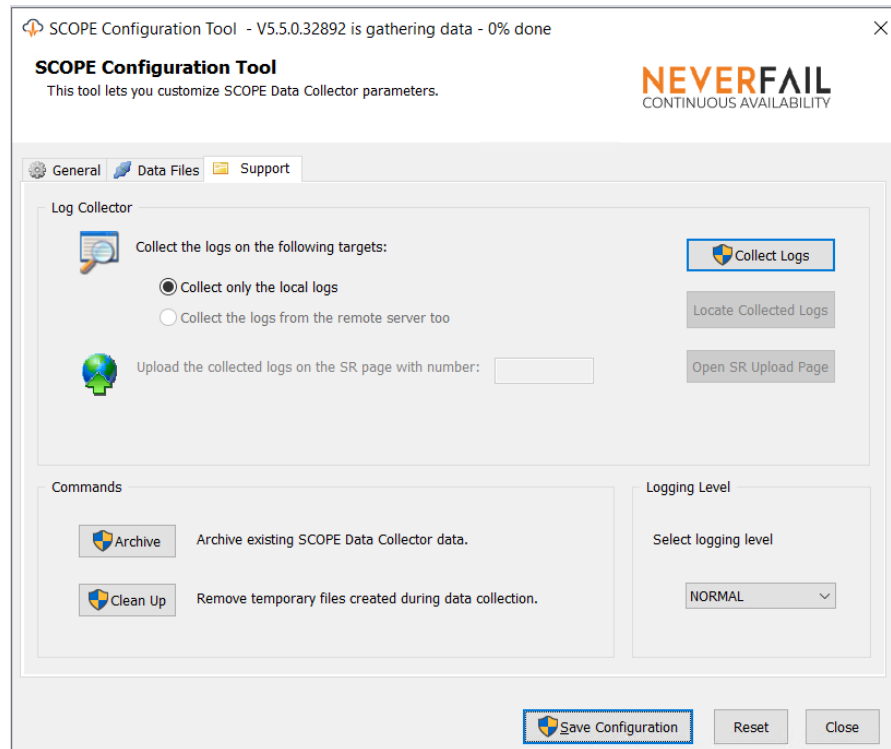 SCOPE Configuration Tool - V5.5.0.32892 is gathering data - 0% done
SCOPE Configuration Tool
This tool lets you customize SCOPE Data Collector parameters.
NEVERFAIL
CONTINUOUS AVAILABILITY
General
Data Files
Support
Log Collector
Collect the logs on the following targets:
Collect Logs
Collect only the local logs
Collect the logs from the remote server too
Locate Collected Logs
Upload the collected logs on the SR page with number:
Open SR Upload Page
Commands
Archive
Archive existing SCOPE Data Collector data.
Clean Up
Remove temporary files created during data collection.
Logging Level
Select logging level
NORMAL
Save Configuration
Reset
Close